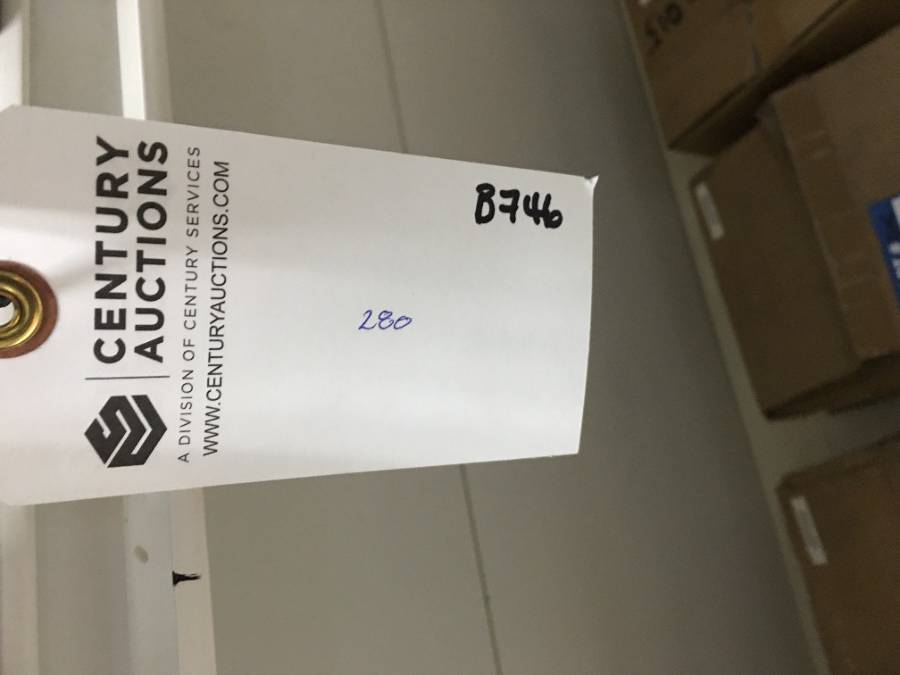 CENTURY
AUCTIONS
A DIVISION OF CENTURY SERVICES
WWW.CENTURYAUCTIONS.COM
280
B746